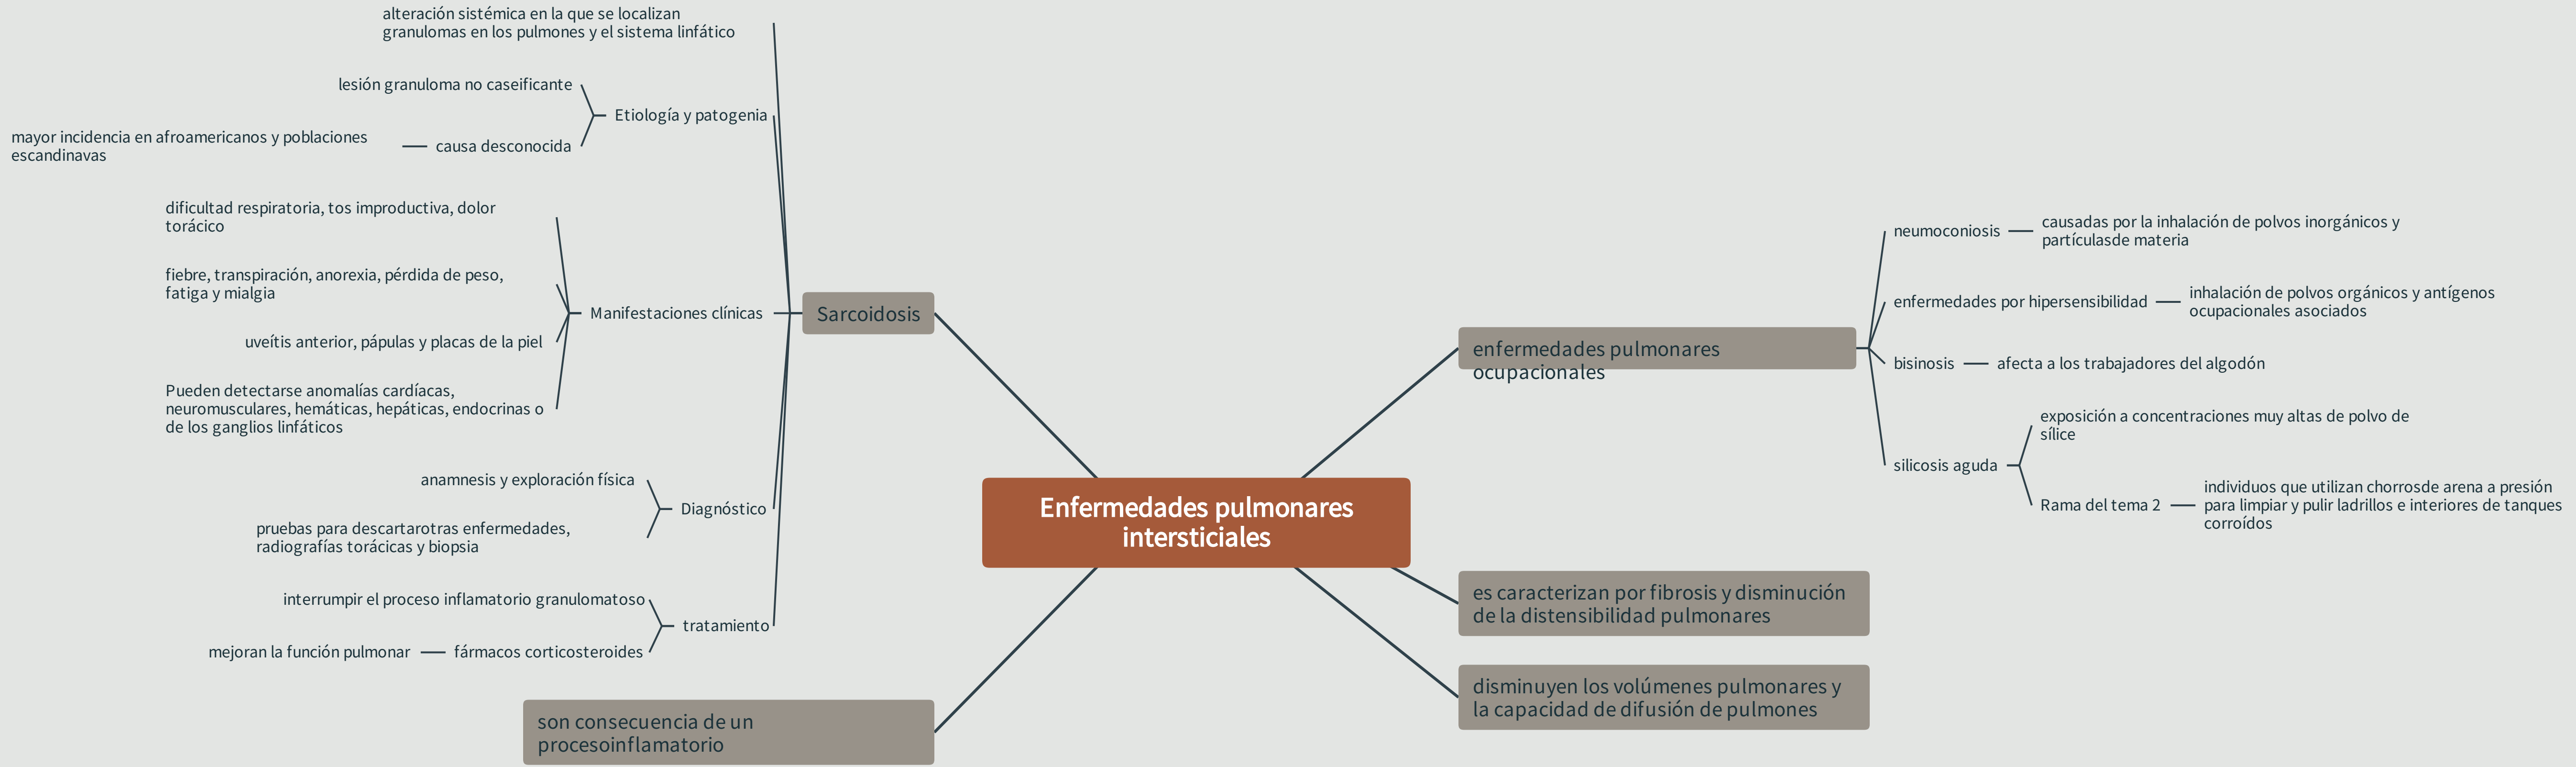 alteración sistémica en la que se localizan
granulomas en los pulmones y el sistema linfático
lesión granuloma no caseificante
Etiología y patogenia
mayor incidencia en afroamericanos y poblaciones
escandinavas
causa desconocida
dificultad respiratoria, tos improductiva, dolor
torácico
fiebre, transpiración, anorexia, pérdida de peso,
fatiga y mialgia
Manifestaciones clínicas
Sarcoidosis
uveítis anterior, pápulas y placas de la piel
Pueden detectarse anomalías cardíacas,
neuromusculares, hemáticas, hepáticas, endocrinas o
de los ganglios linfáticos
anamnesis y exploración física
Diagnóstico
pruebas para descartarotras enfermedades,
radiografías torácicas y biopsia
interrumpir el proceso inflamatorio granulomatoso
tratamiento
mejoran la función pulmonar
fármacos corticosteroides
son consecuencia de un
procesoinflamatorio
Enfermedades pulmonares
intersticiales
enfermedades pulmonares
ocupacionales
neumoconiosis
causadas por la inhalación de polvos inorgánicos y
partículasde materia
enfermedades por hipersensibilidad
inhalación de polvos orgánicos y antígenos
ocupacionales asociados
bisinosis
afecta a los trabajadores del algodón
silicosis aguda
exposición a concentraciones muy altas de polvo de
sílice
Rama del tema 2
individuos que utilizan chorrosde arena a presión
para limpiar y pulir ladrillos e interiores de tanques
corroídos
es caracterizan por fibrosis y disminución
de la distensibilidad pulmonares
disminuyen los volúmenes pulmonares y
la capacidad de difusión de pulmones